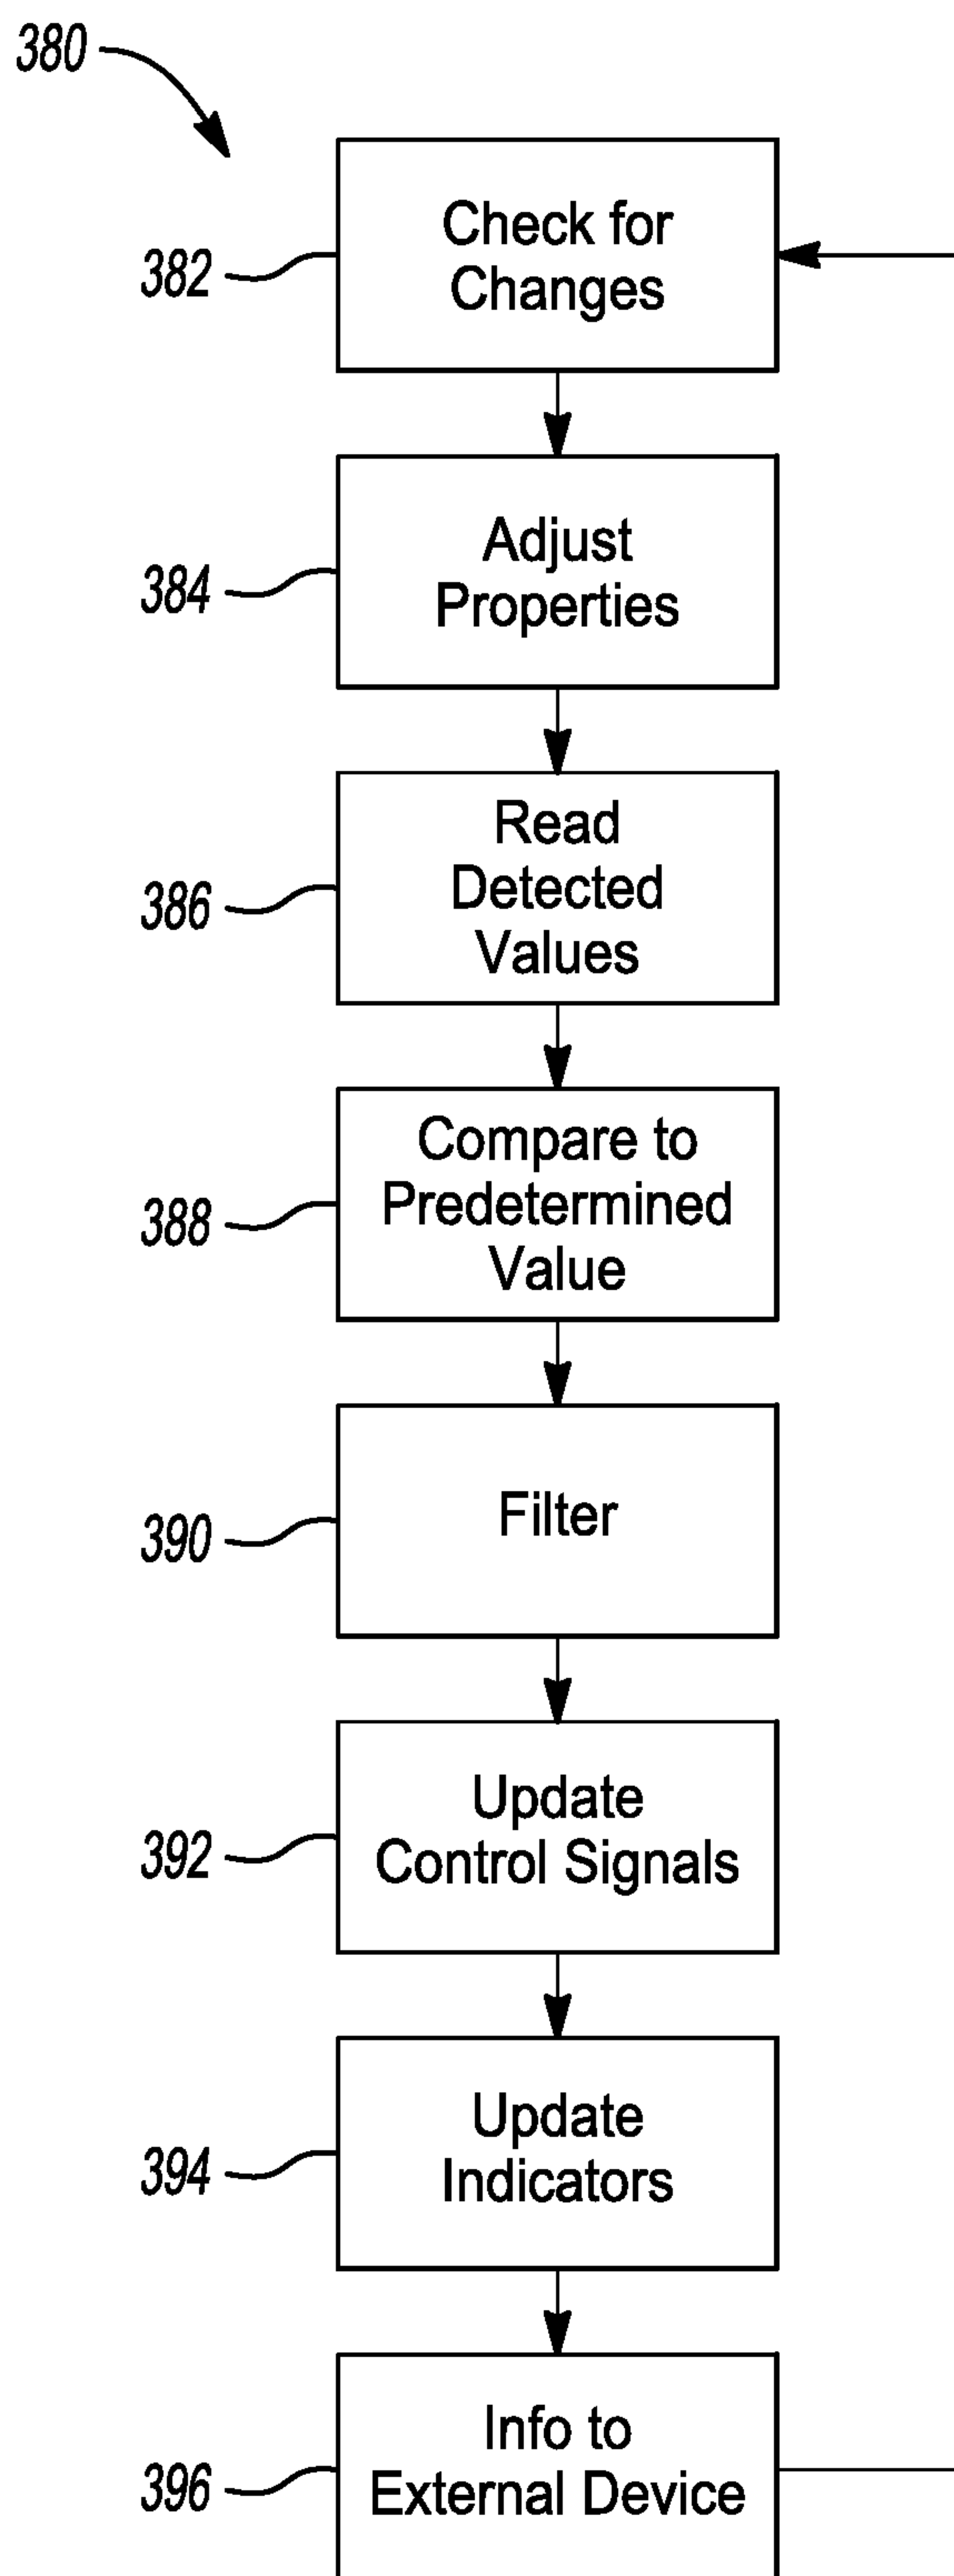 380
382
Check for
Changes
384
Adjust
Properties
386
Read
Detected
Values
388
Compare to
Predetermined
Value
390
Filter
392
Update
Control Signals
394
Update
Indicators
396
Info to
External Device